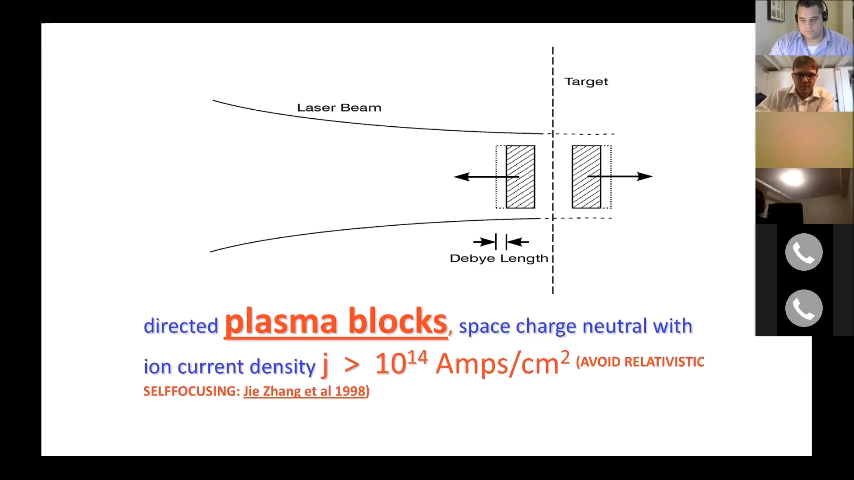 Target
Laser Beam
Debye Length
directed plasma blocks, space charge neutral with
ion current density j > 10¹⁴ Amps/cm² (AVOID RELATIVISTIC
SELFFOCUSING: Jie Zhang et al 1998)